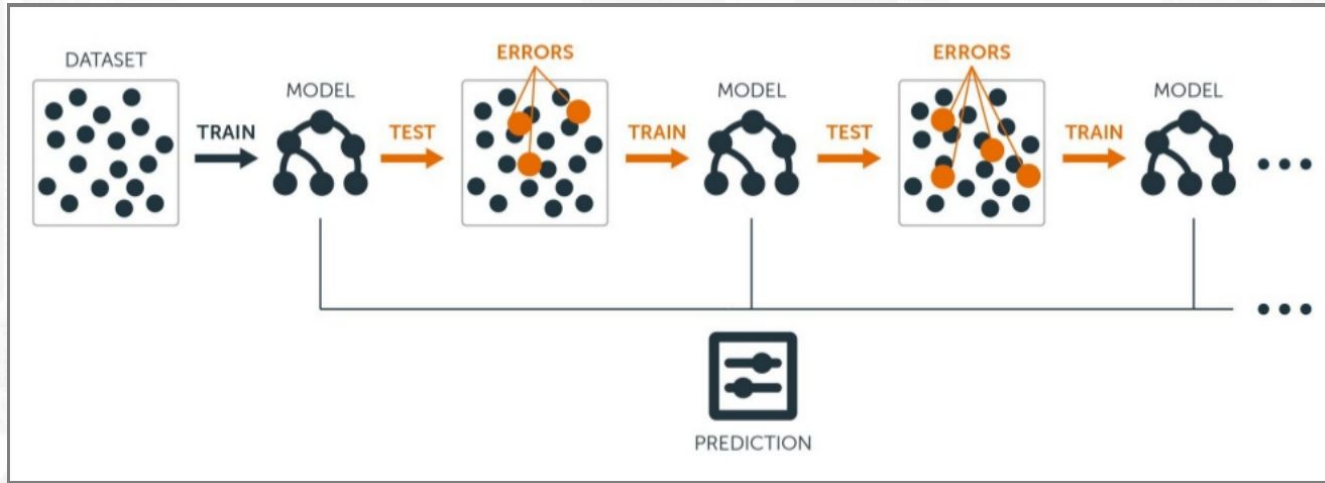 DATASET
TRAIN
MODEL
TEST
ERRORS
TRAIN
MODEL
TEST
ERRORS
TRAIN
MODEL
PREDICTION